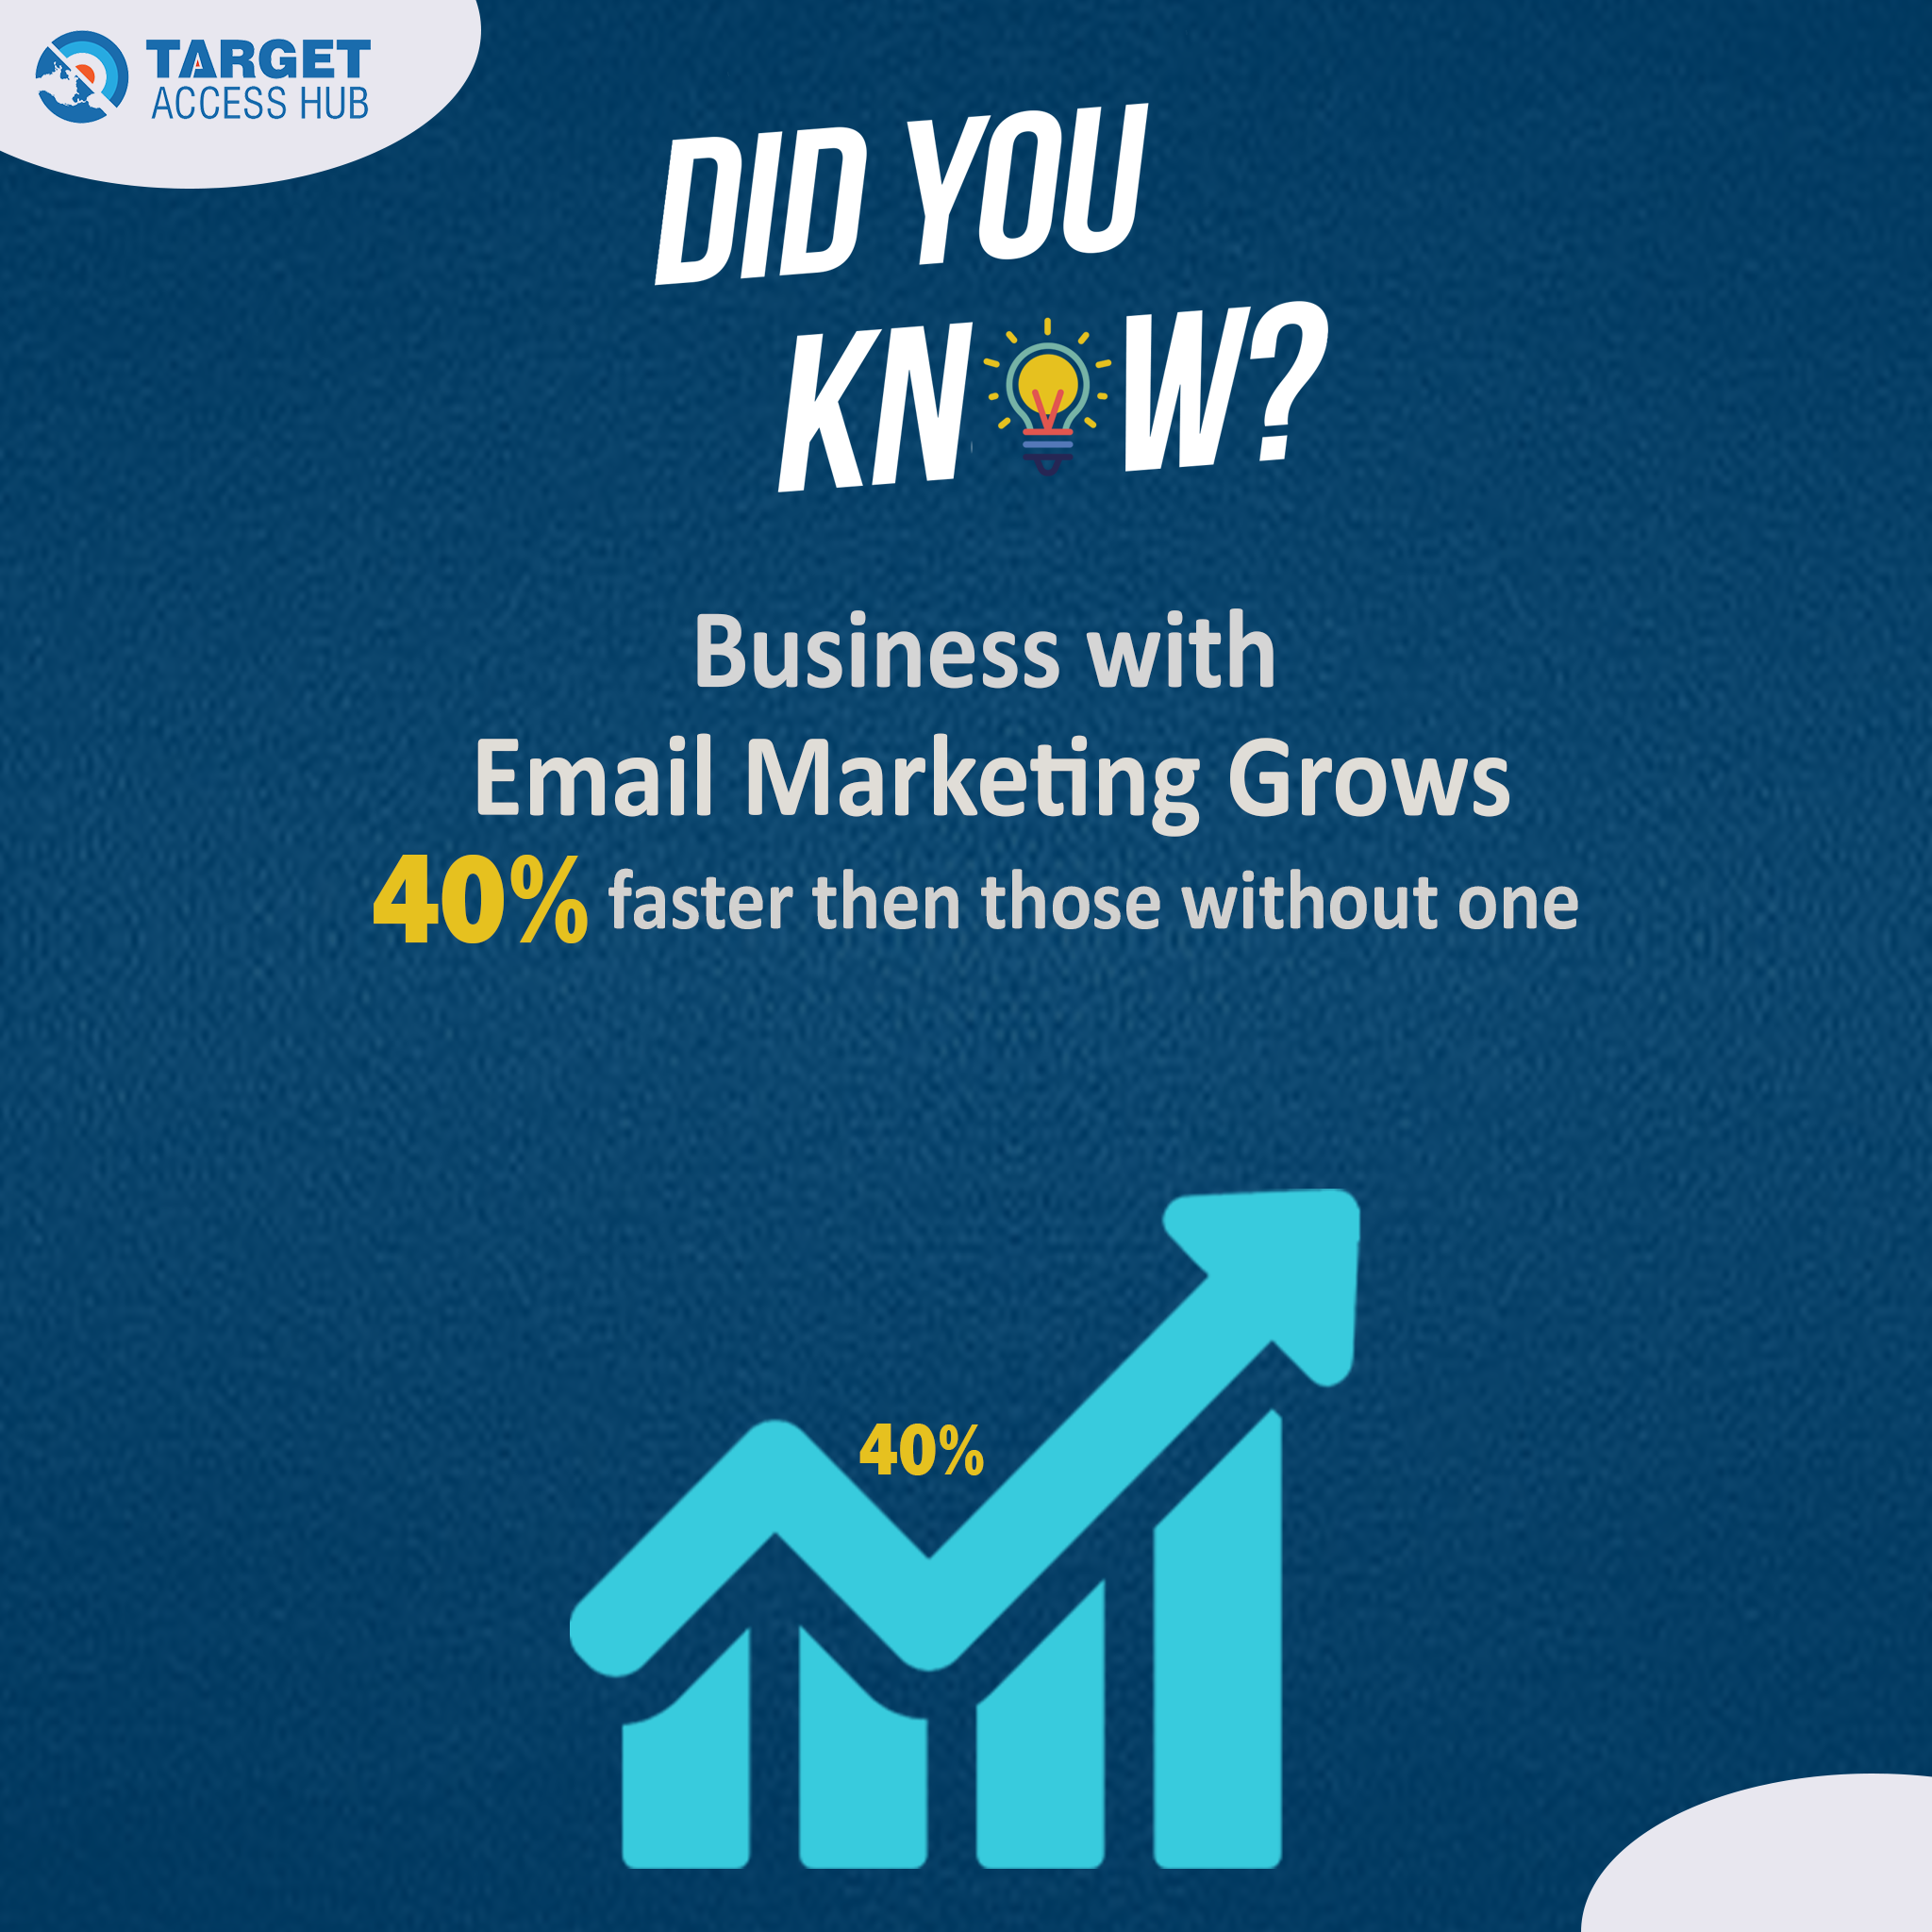 TARGET
ACCESS HUB
DID YOU
KNOW?
Business with
Email Marketing Grows
40% faster then those without one
40%